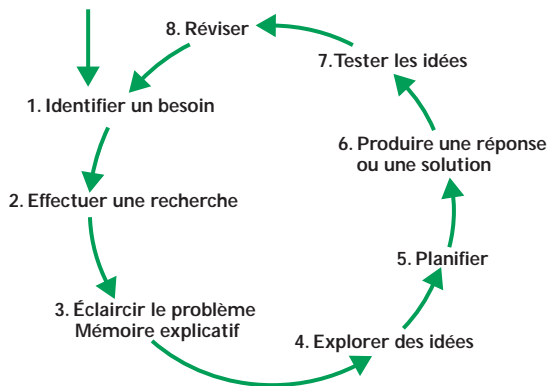 1. Identifier un besoin
2. Effectuer une recherche
3. Éclaircir le problème
Mémoire explicatif
4. Explorer des idées
5. Planifier
6. Produire une réponse
ou une solution
7. Tester les idées
8. Réviser